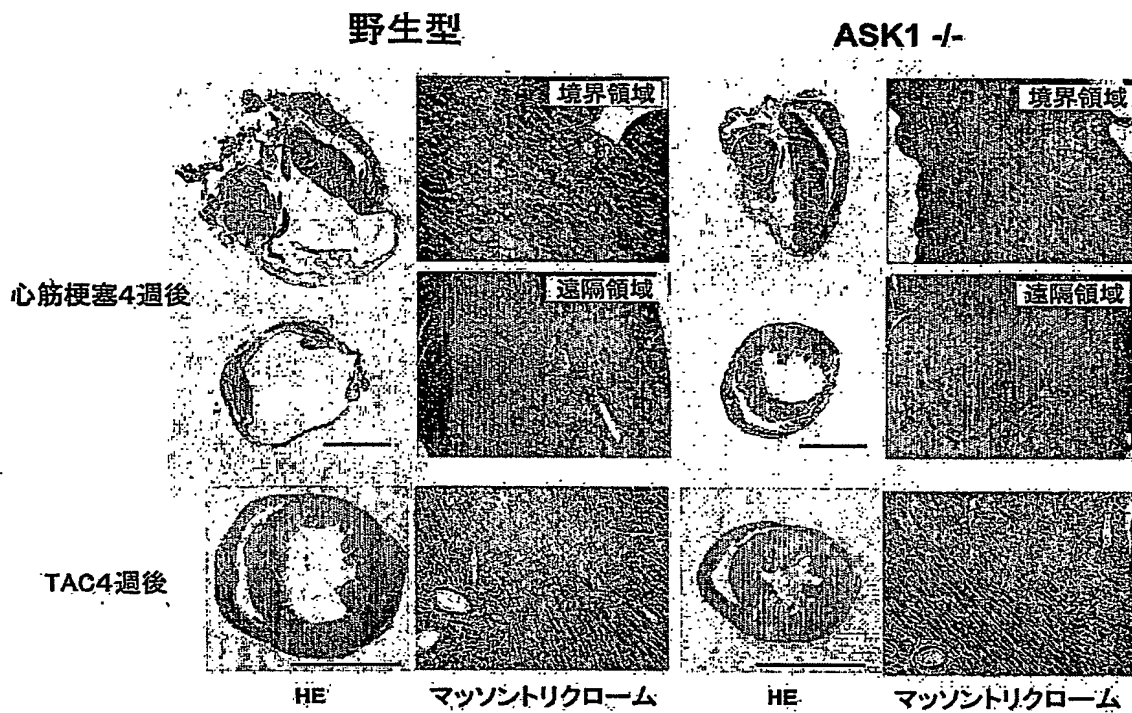 野生型
ASK1 -/-
境界領域
境界領域
心筋梗塞4週後
遠隔領域
遠隔領域
TAC4週後
HE
マッソントリクローム
HE
マッソントリクローム